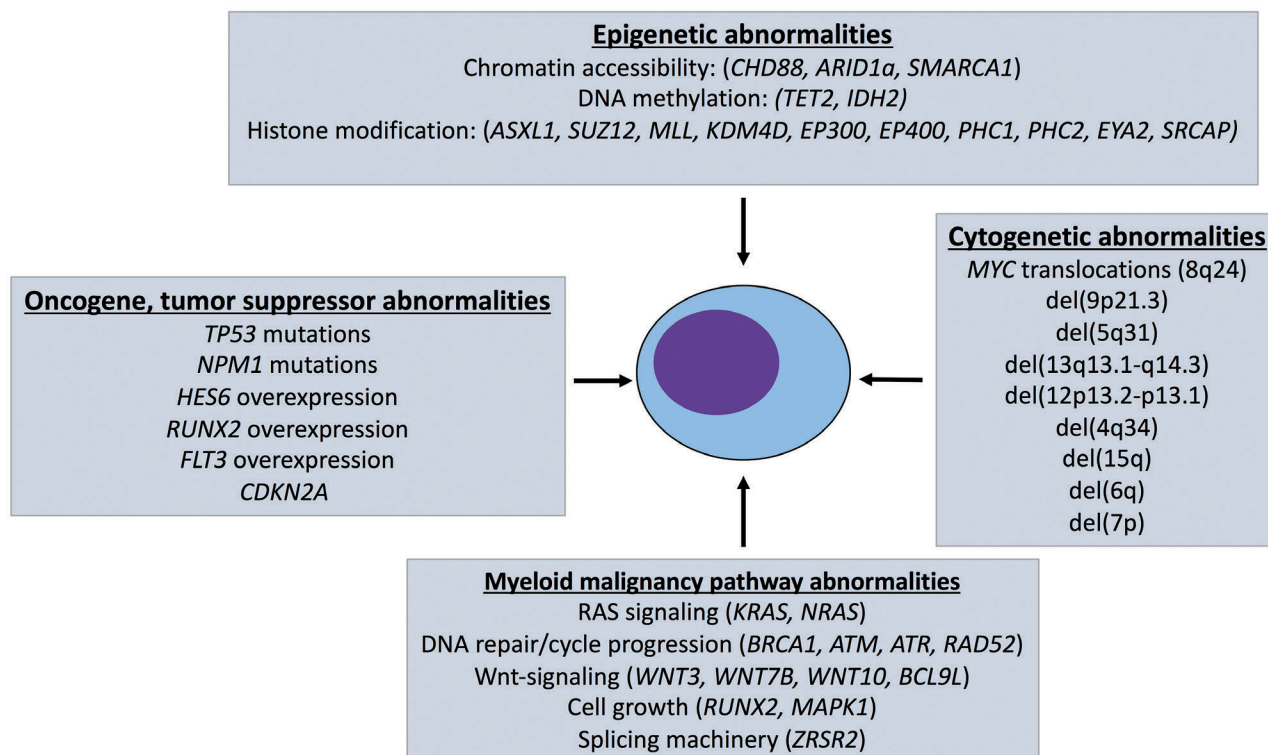 Epigenetic abnormalities
Chromatin accessibility: (CHD88, ARID1a, SMARCA1)
DNA methylation: (TET2, IDH2)
Histone modification: (ASXL1, SUZ12, MLL, KDM4D, EP300, EP400, PHC1, PHC2, EYA2, SRCAP)
Oncogene, tumor suppressor abnormalities
TP53 mutations
NPM1 mutations
HES6 overexpression
RUNX2 overexpression
FLT3 overexpression
CDKN2A
Cytogenetic abnormalities
MYC translocations (8q24)
del(9p21.3)
del(5q31)
del(13q13.1-q14.3)
del(12p13.2-p13.1)
del(4q34)
del(15q)
del(6q)
del(7p)
Myeloid malignancy pathway abnormalities
RAS signaling (KRAS, NRAS)
DNA repair/cycle progression (BRCA1, ATM, ATR, RAD52)
Wnt-signaling (WNT3, WNT7B, WNT10, BCL9L)
Cell growth (RUNX2, MAPK1)
Splicing machinery (ZRSR2)